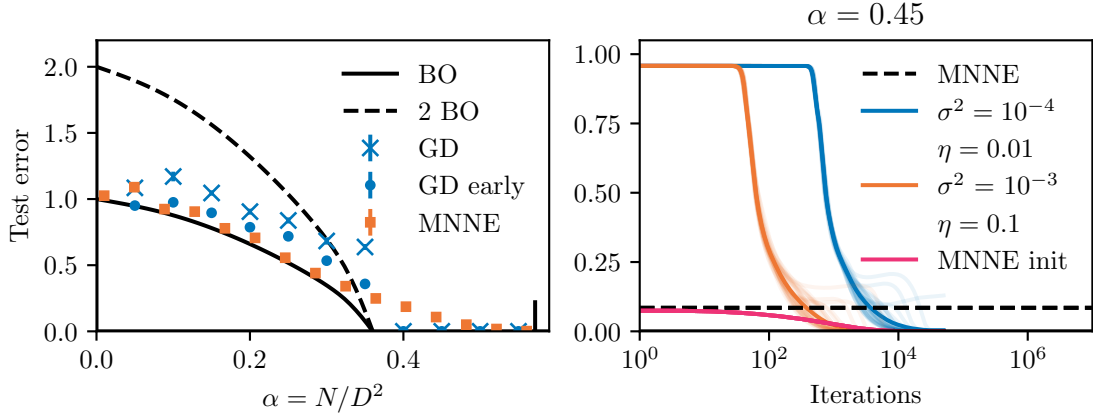 Test error
2.0
1.5
1.0
0.5
0.0
0.0
0.2
0.4
α = N/D²
BO
2 BO
GD
GD early
MNNE
α = 0.45
1.00
0.75
0.50
0.25
0.00
10⁰
10²
10⁴
10⁶
Iterations
MNNE
σ² = 10⁻⁴
η = 0.01
σ² = 10⁻³
η = 0.1
MNNE init